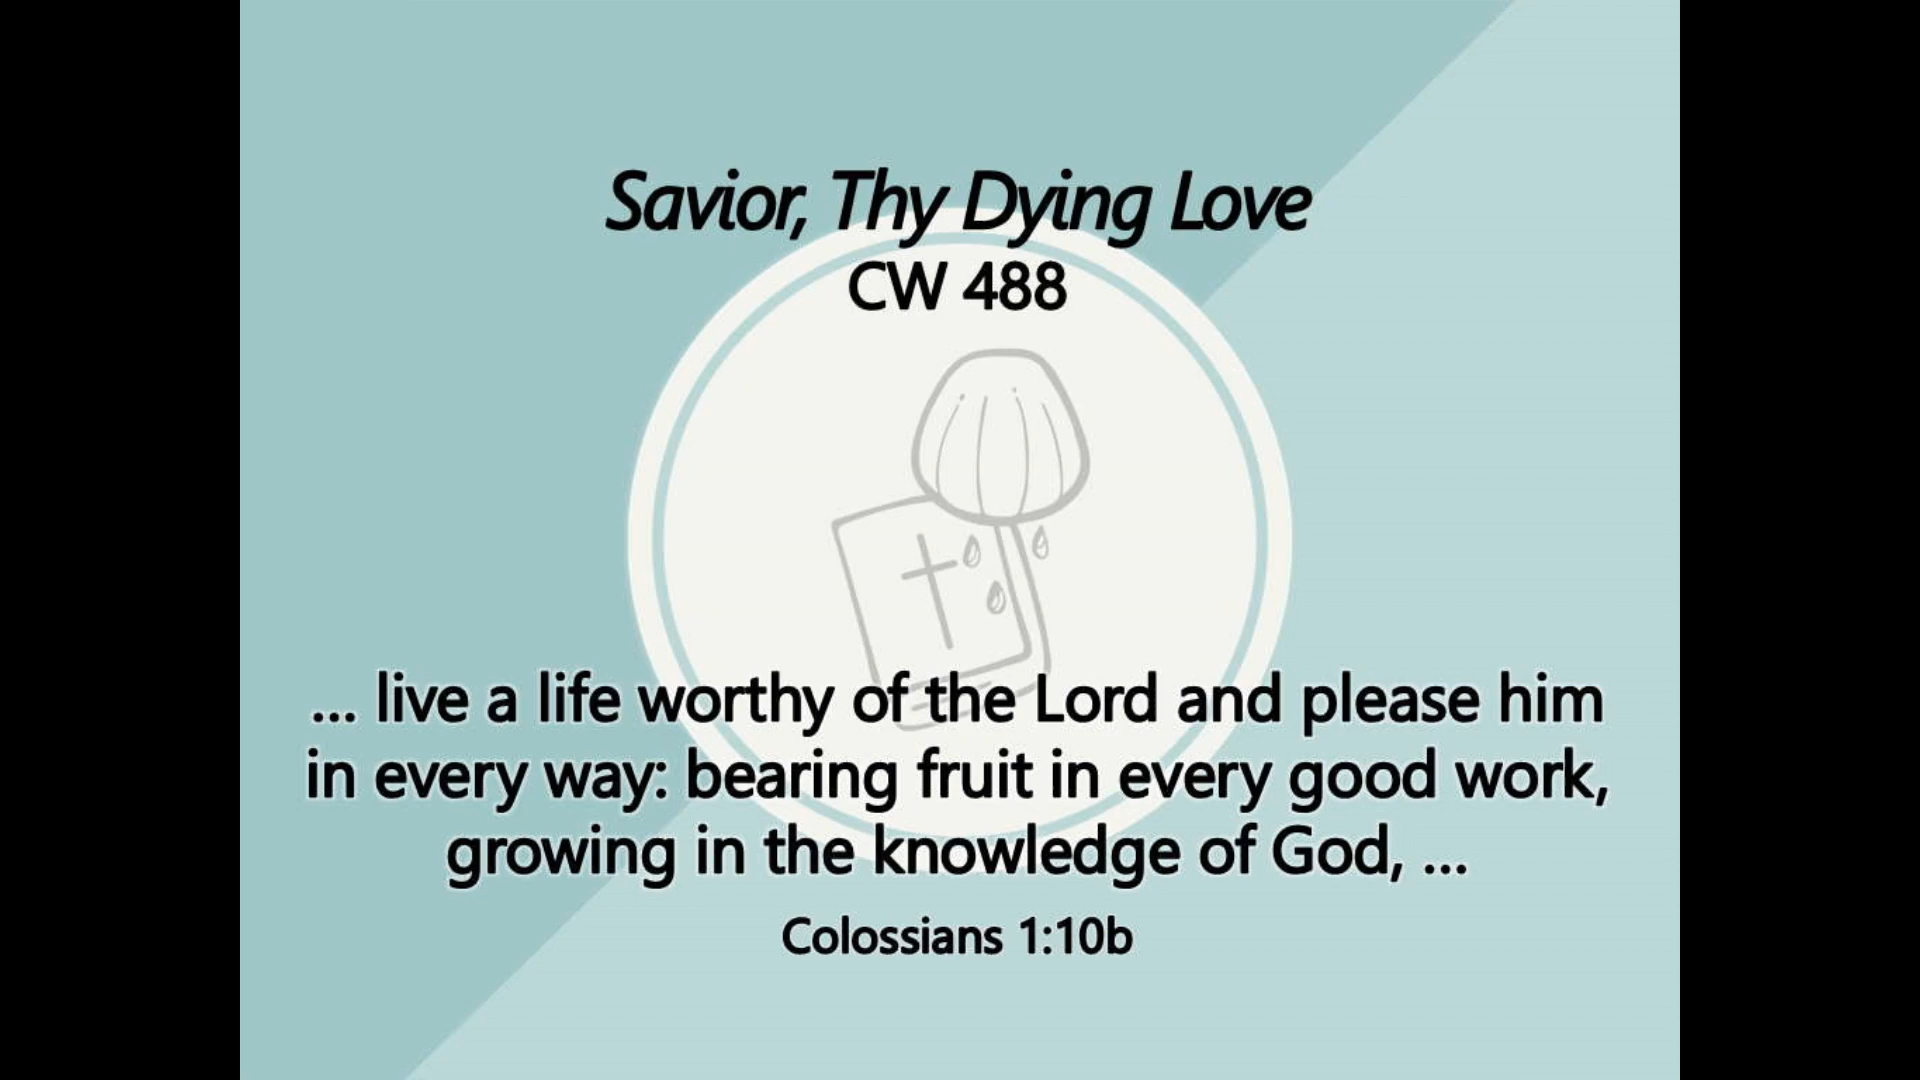 Savior, Thy Dying Love
CW 488
... live a life worthy of the Lord and please him
in every way: bearing fruit in every good work,
growing in the knowledge of God, ...
Colossians 1:10b